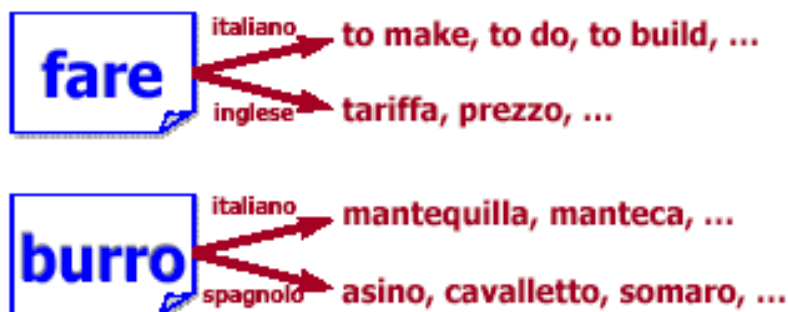 italiano
to make, to do, to build, ...
fare
inglese
tariffa, prezzo, ...
italiano
mantequilla, manteca, ...
burro
spagnolo
asino, cavalletto, somaro, ...